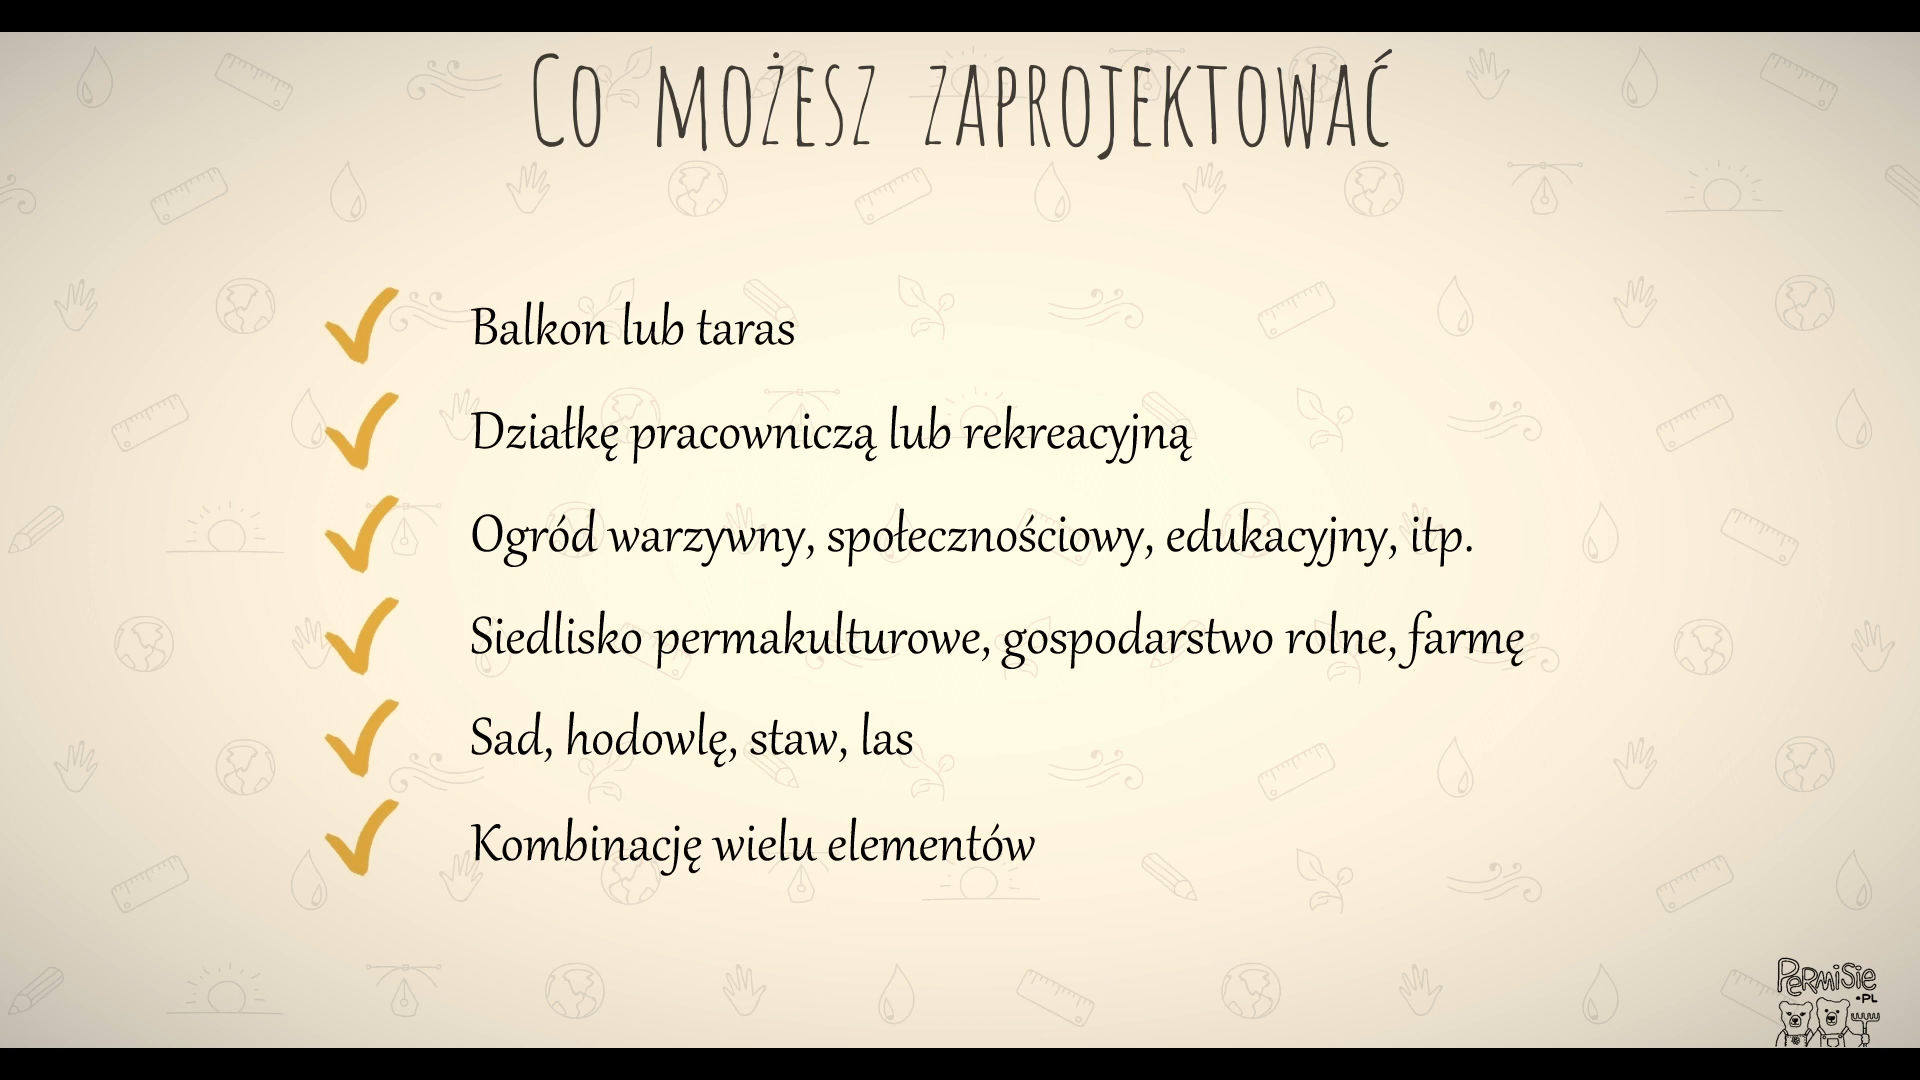 Co możesz zaprojektować
Balkon lub taras
Działkę pracowniczą lub rekreacyjną
Ogród warzywny, społecznościowy, edukacyjny, itp.
Siedlisko permakulturowe, gospodarstwo rolne, farmę
Sad, hodowlę, staw, las
Kombinację wielu elementów
PERMiSie
.PL